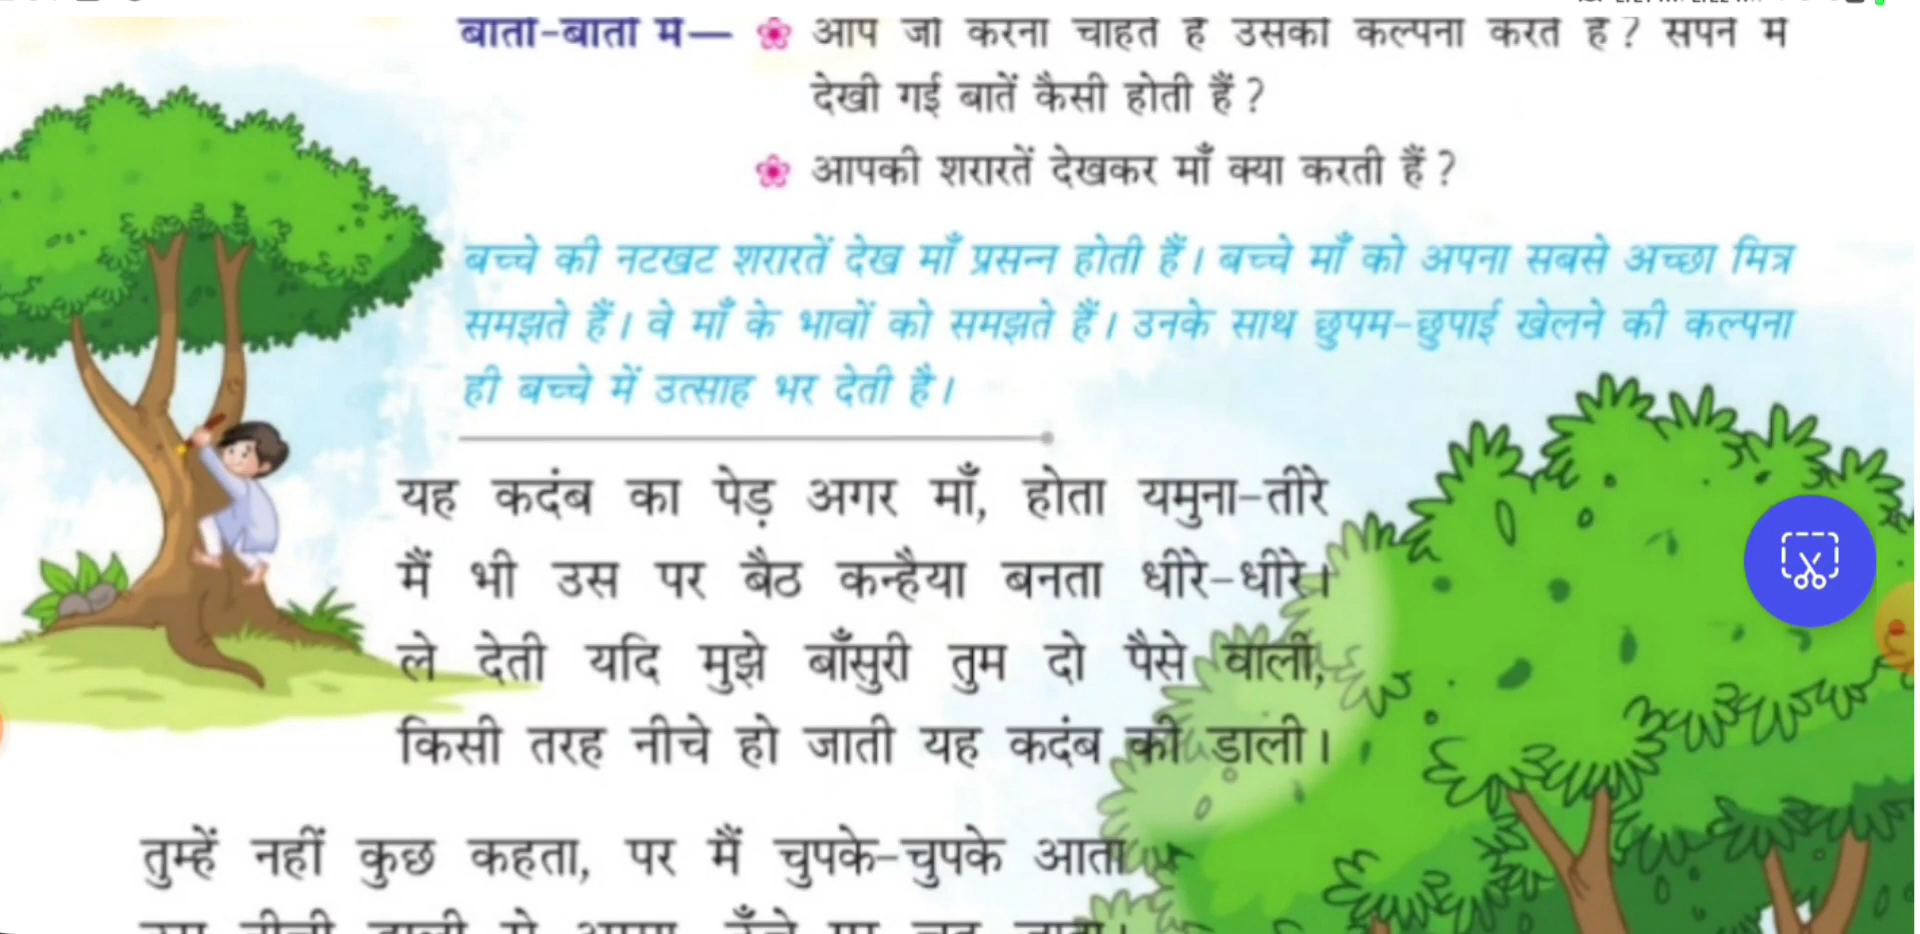 बातों-बातों में— आप जो करना चाहते हैं उसकी कल्पना करते हैं? सपने में
देखी गई बातें कैसी होती हैं?
आपकी शरारतें देखकर माँ क्या करती हैं?
बच्चे की नटखट शरारतें देख माँ प्रसन्न होती हैं। बच्चे माँ को अपना सबसे अच्छा मित्र
समझते हैं। वे माँ के भावों को समझते हैं। उनके साथ छुपम-छुपाई खेलने की कल्पना
ही बच्चे में उत्साह भर देती है।
यह कदंब का पेड़ अगर माँ, होता यमुना-तीरे
मैं भी उस पर बैठ कन्हैया बनता धीरे-धीरे।
ले देती यदि मुझे बाँसुरी तुम दो पैसे वाली,
किसी तरह नीचे हो जाती यह कदंब की ड़ाली।
तुम्हें नहीं कुछ कहता, पर मैं चुपके-चुपके आता